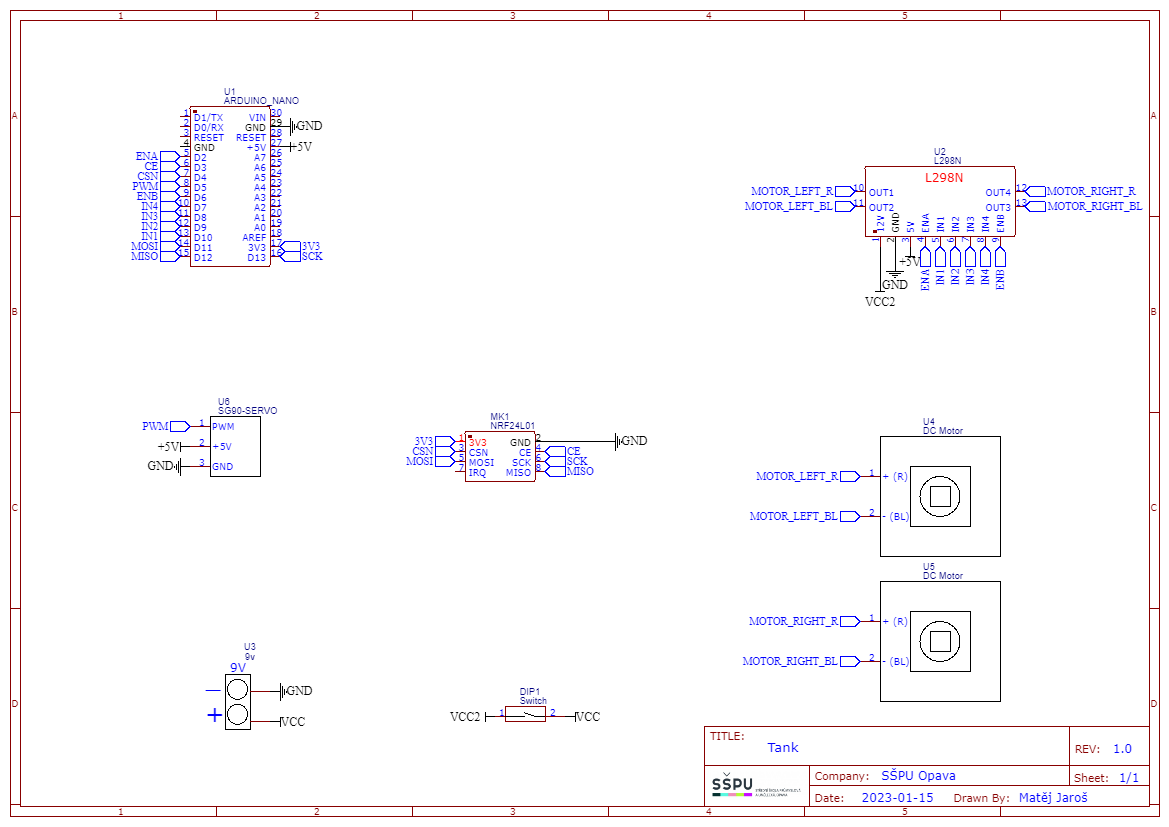 1 2 3 4 5
A
B
C
D
U1
ARDUINO_NANO
1 D1/TX VIN 30
2 D0/RX GND 29 GND
3 RESET RESET 28
4 GND +5V 27 +5V
ENA 5 D2 A7 26
CE 6 D3 A6 25
CSN 7 D4 A5 24
PWM 8 D5 A4 23
ENB 9 D6 A3 22
IN4 10 D7 A2 21
IN3 11 D8 A1 20
IN2 12 D9 A0 19
IN1 13 D10 AREF 18
MOSI 14 D11 3V3 17 3V3
MISO 15 D12 D13 16 SCK
U2
L298N
L298N
MOTOR_LEFT_R 10 OUT1 OUT4 12 MOTOR_RIGHT_R
MOTOR_LEFT_BL 11 OUT2 OUT3 13 MOTOR_RIGHT_BL
12V GND 5V ENA IN1 IN2 IN3 IN4 ENB
1 2 3 4 5 6 7 8 9
+5V
GND
VCC2
ENA IN1 IN2 IN3 IN4 ENB
U6
SG90-SERVO
PWM 1 PWM
+5V 2 +5V
GND 3 GND
MK1
NRF24L01
3V3 1 3V3 GND 2 GND
CSN 3 CSN CE 4 CE
MOSI 5 MOSI SCK 6 SCK
7 IRQ MISO 8 MISO
U4
DC Motor
MOTOR_LEFT_R 1 + (R)
MOTOR_LEFT_BL 2 - (BL)
U5
DC Motor
MOTOR_RIGHT_R 1 + (R)
MOTOR_RIGHT_BL 2 - (BL)
U3
9v
9V
— GND
+ VCC
DIP1
Switch
VCC2 1 2 VCC
TITLE:
Tank
REV: 1.0
SŠPU
Company: SŠPU Opava
Sheet: 1/1
Date: 2023-01-15 Drawn By: Matěj Jaroš
A
B
C
D
1 2 3 4 5